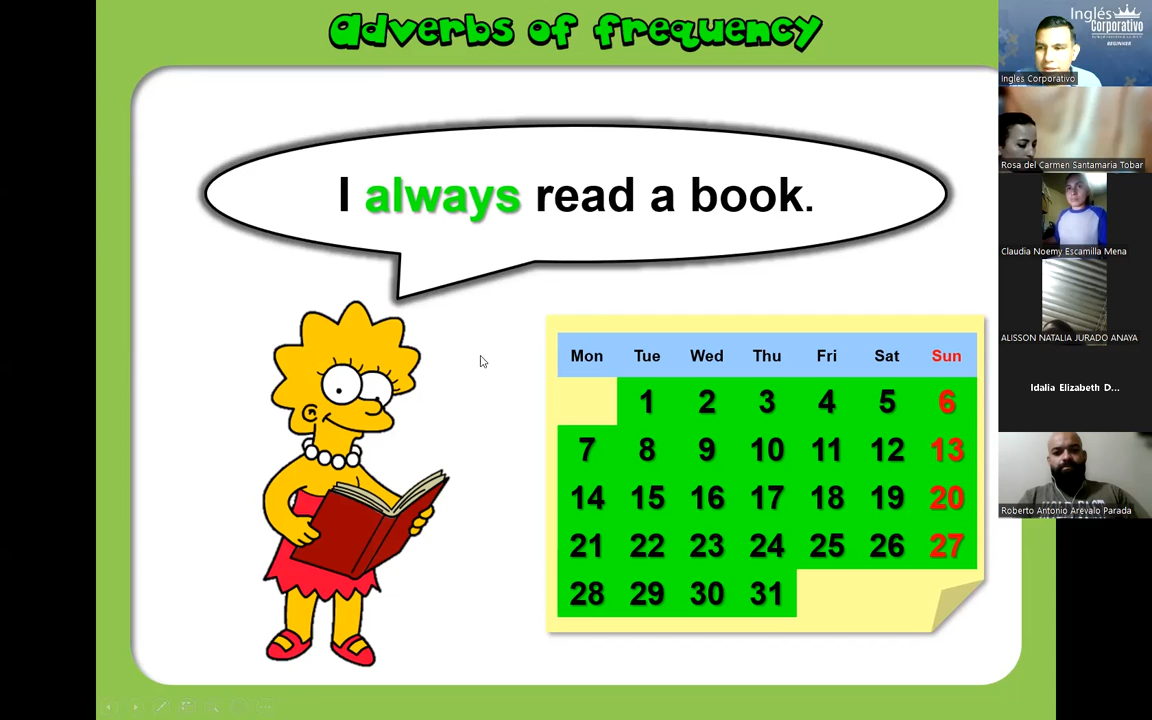 adverbs of frequency
I always read a book.
Mon Tue Wed Thu Fri Sat Sun
1 2 3 4 5 6
7 8 9 10 11 12 13
14 15 16 17 18 19 20
21 22 23 24 25 26 27
28 29 30 31
Inglés
Corporativo
BEGINNER
Inglés Corporativo
Rosa del Carmen Santamaria Tobar
Claudia Noemy Escamilla Mena
ALISSON NATALIA JURADO ANAYA
Idalia Elizabeth D...
Roberto Antonio Arevalo Parada